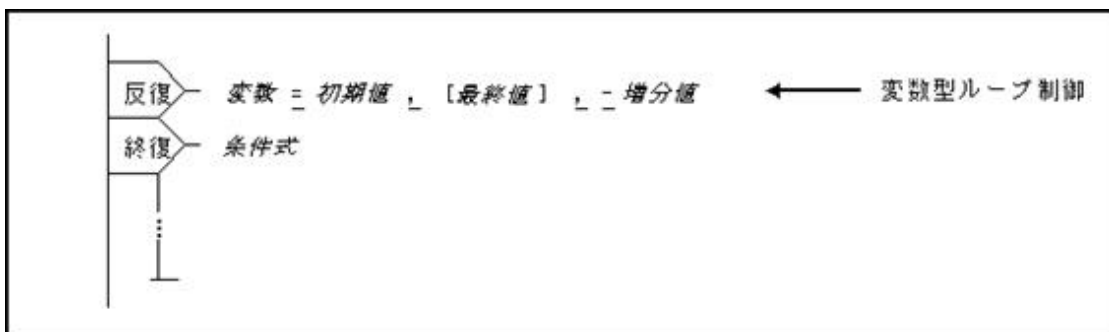 反復 変数 = 初期値 , [最終値] , - 増分値 変数型ループ制御
終復 条件式